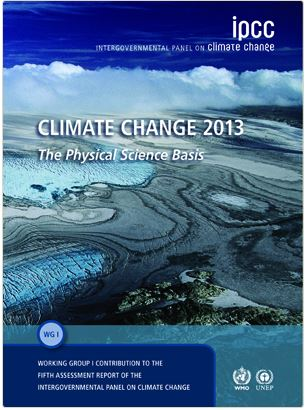 ipcc
INTERGOVERNMENTAL PANEL ON climate change
CLIMATE CHANGE 2013
The Physical Science Basis
WG I
WORKING GROUP I CONTRIBUTION TO THE
FIFTH ASSESSMENT REPORT OF THE
INTERGOVERNMENTAL PANEL ON CLIMATE CHANGE
WMO UNEP